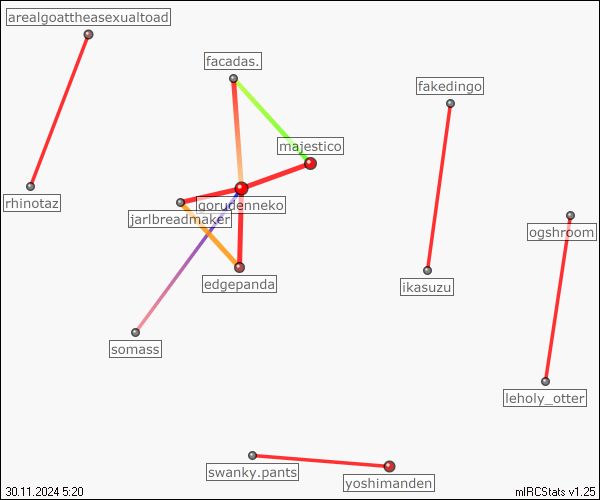 arealgoattheasexualtoad
facadas.
fakedingo
majestico
rhinotaz
gorudenneko
jarlbreadmaker
ogshroom
edgepanda
ikasuzu
somass
leholy_otter
swanky.pants
yoshimanden
30.11.2024 5:20
mIRCStats v1.25